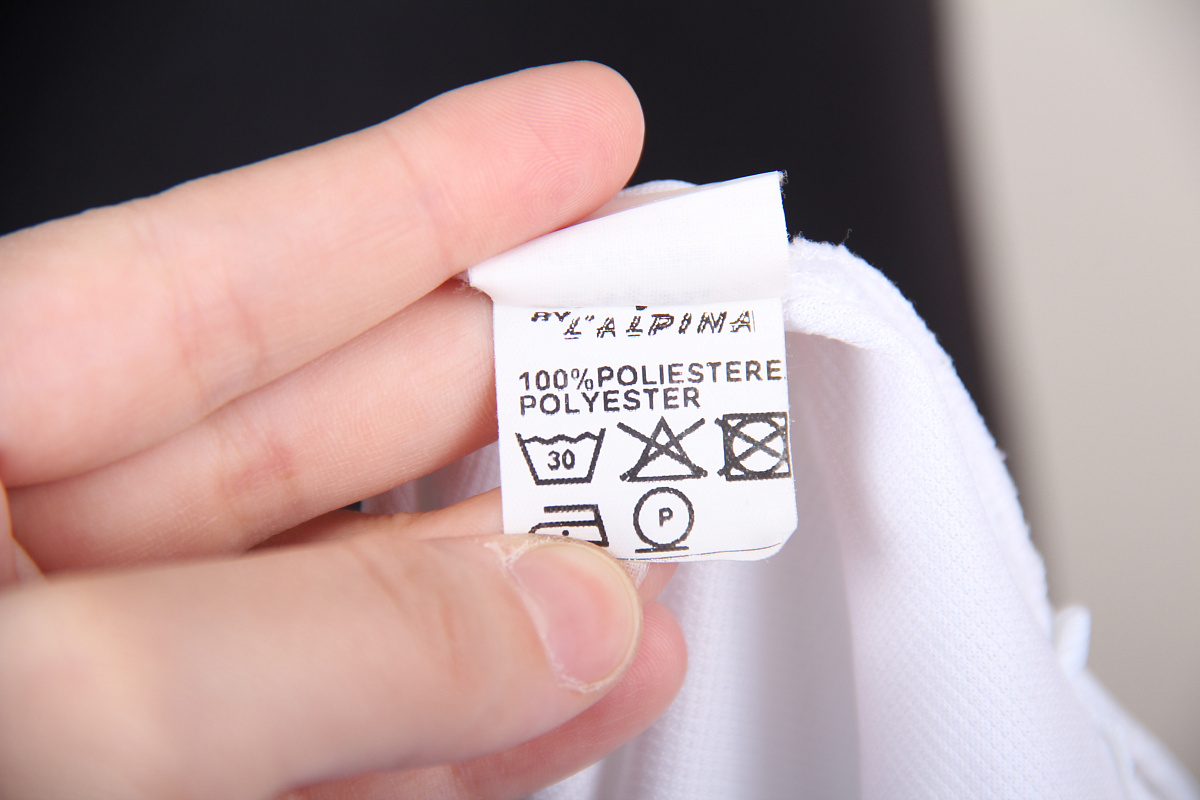 BY L'ALPINA
100%POLIESTERE
POLYESTER
30
P